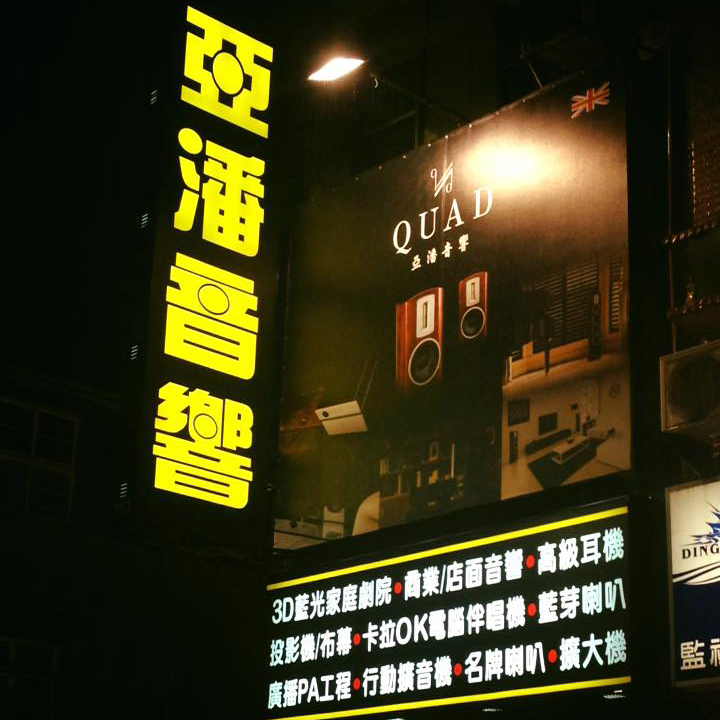 亞潘音響
QUAD
亞潘音響
3D藍光家庭劇院•商業/店面音響•高級耳機
投影機/布幕•卡拉OK電腦伴唱機•藍芽喇叭
廣播PA工程•行動擴音機•名牌喇叭•擴大機
DING
監視